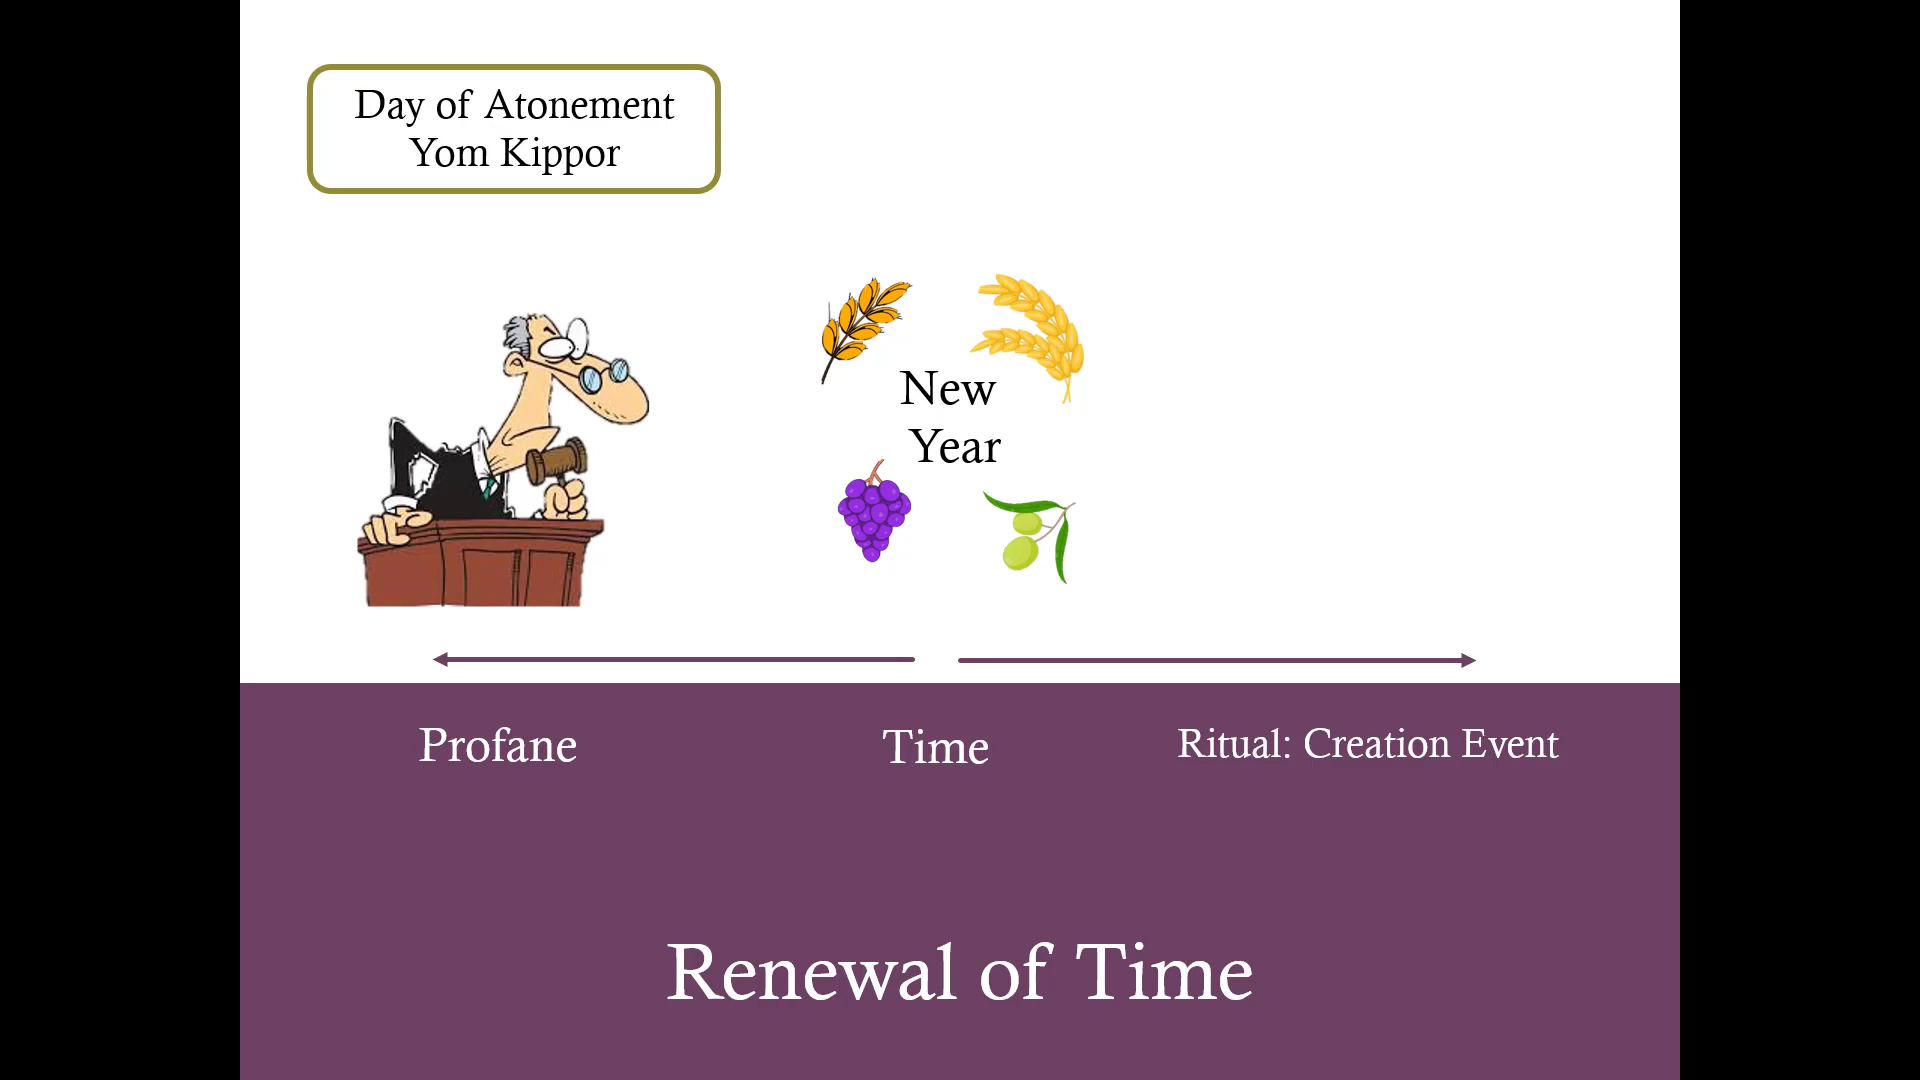 Day of Atonement
Yom Kippor
New
Year
Profane
Time
Ritual: Creation Event
Renewal of Time